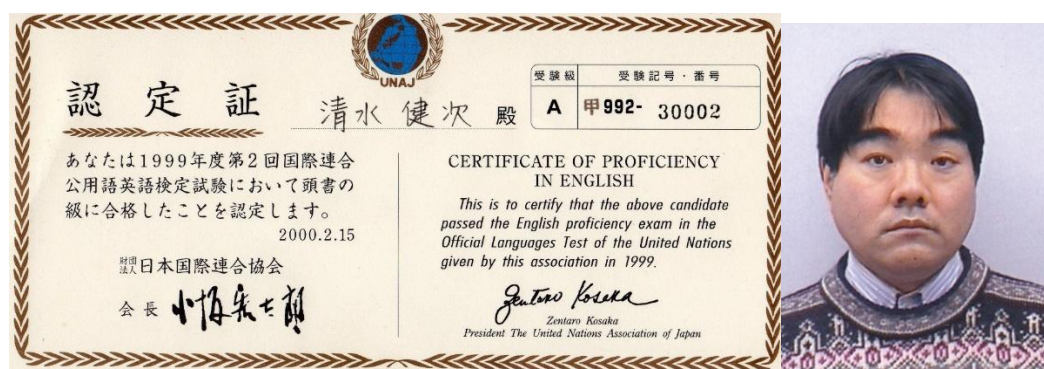 UNAJ
認定証
清水 健次 殿
受験級 受験記号・番号
A 甲992- 30002
あなたは1999年度第2回国際連合
公用語英語検定試験において頭書の
級に合格したことを認定します。
2000.2.15
財団法人日本国際連合協会
会長
CERTIFICATE OF PROFICIENCY
IN ENGLISH
This is to certify that the above candidate
passed the English proficiency exam in the
Official Languages Test of the United Nations
given by this association in 1999.
Zentaro Kosaka
Zentaro Kosaka
President The United Nations Association of Japan